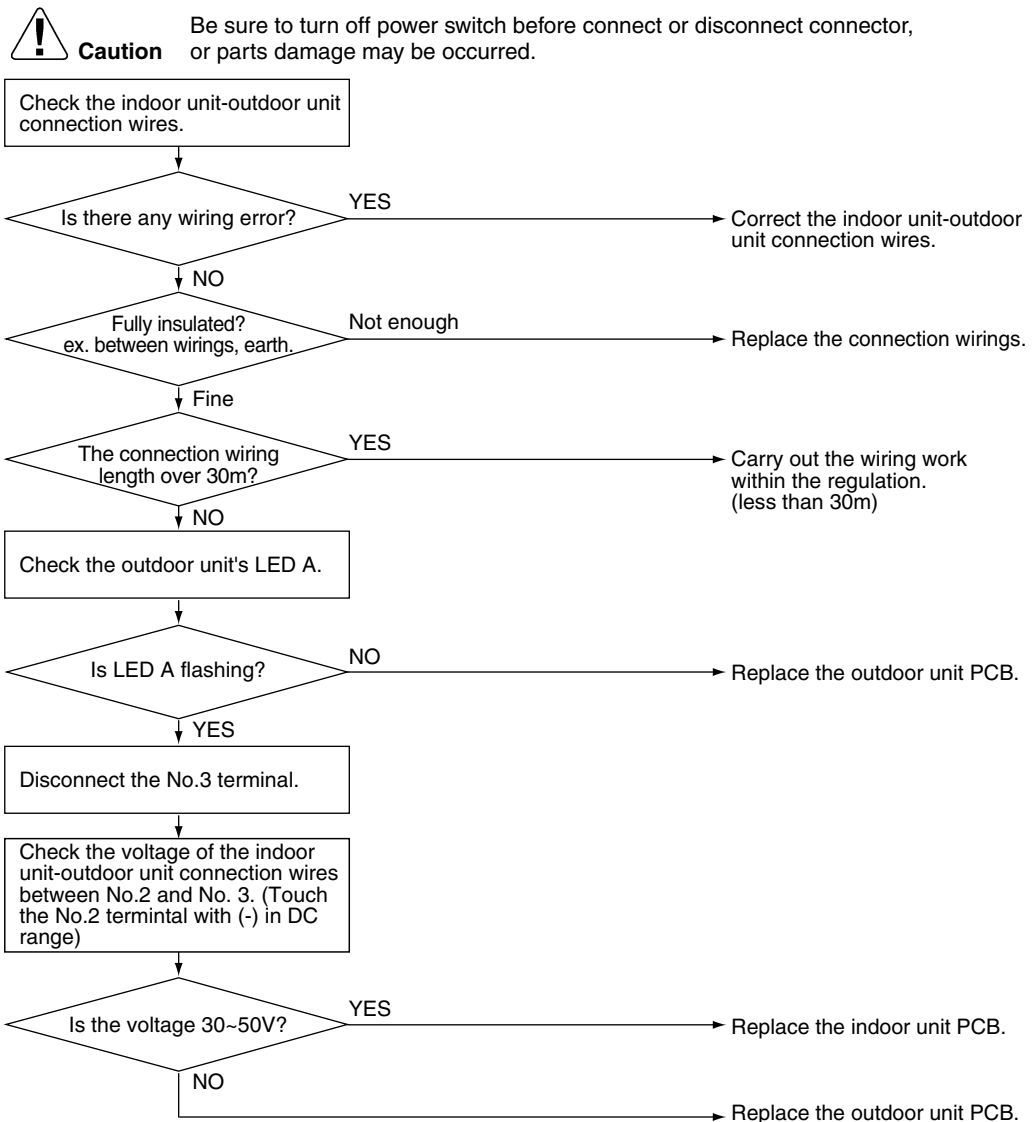 Be sure to turn off power switch before connect or disconnect connector,
Caution or parts damage may be occurred.
Check the indoor unit-outdoor unit
connection wires.
Is there any wiring error?
YES
Correct the indoor unit-outdoor
unit connection wires.
NO
Fully insulated?
ex. between wirings, earth.
Not enough
Replace the connection wirings.
Fine
The connection wiring
length over 30m?
YES
Carry out the wiring work
within the regulation.
(less than 30m)
NO
Check the outdoor unit's LED A.
Is LED A flashing?
NO
Replace the outdoor unit PCB.
YES
Disconnect the No.3 terminal.
Check the voltage of the indoor
unit-outdoor unit connection wires
between No.2 and No. 3. (Touch
the No.2 termintal with (-) in DC
range)
Is the voltage 30~50V?
YES
Replace the indoor unit PCB.
NO
Replace the outdoor unit PCB.